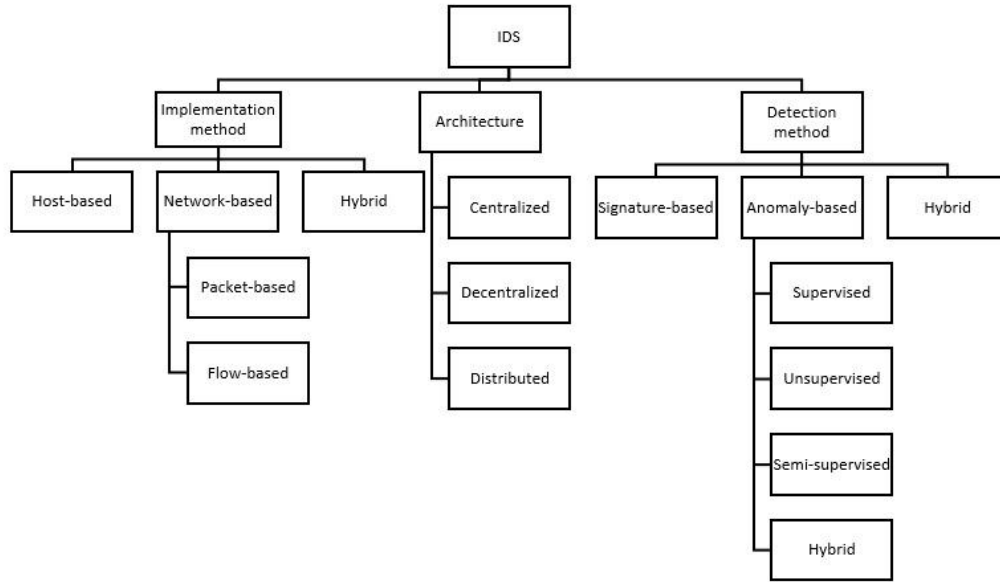 IDS
Implementation
method
Architecture
Detection
method
Host-based
Network-based
Hybrid
Centralized
Signature-based
Anomaly-based
Hybrid
Packet-based
Decentralized
Supervised
Flow-based
Distributed
Unsupervised
Semi-supervised
Hybrid